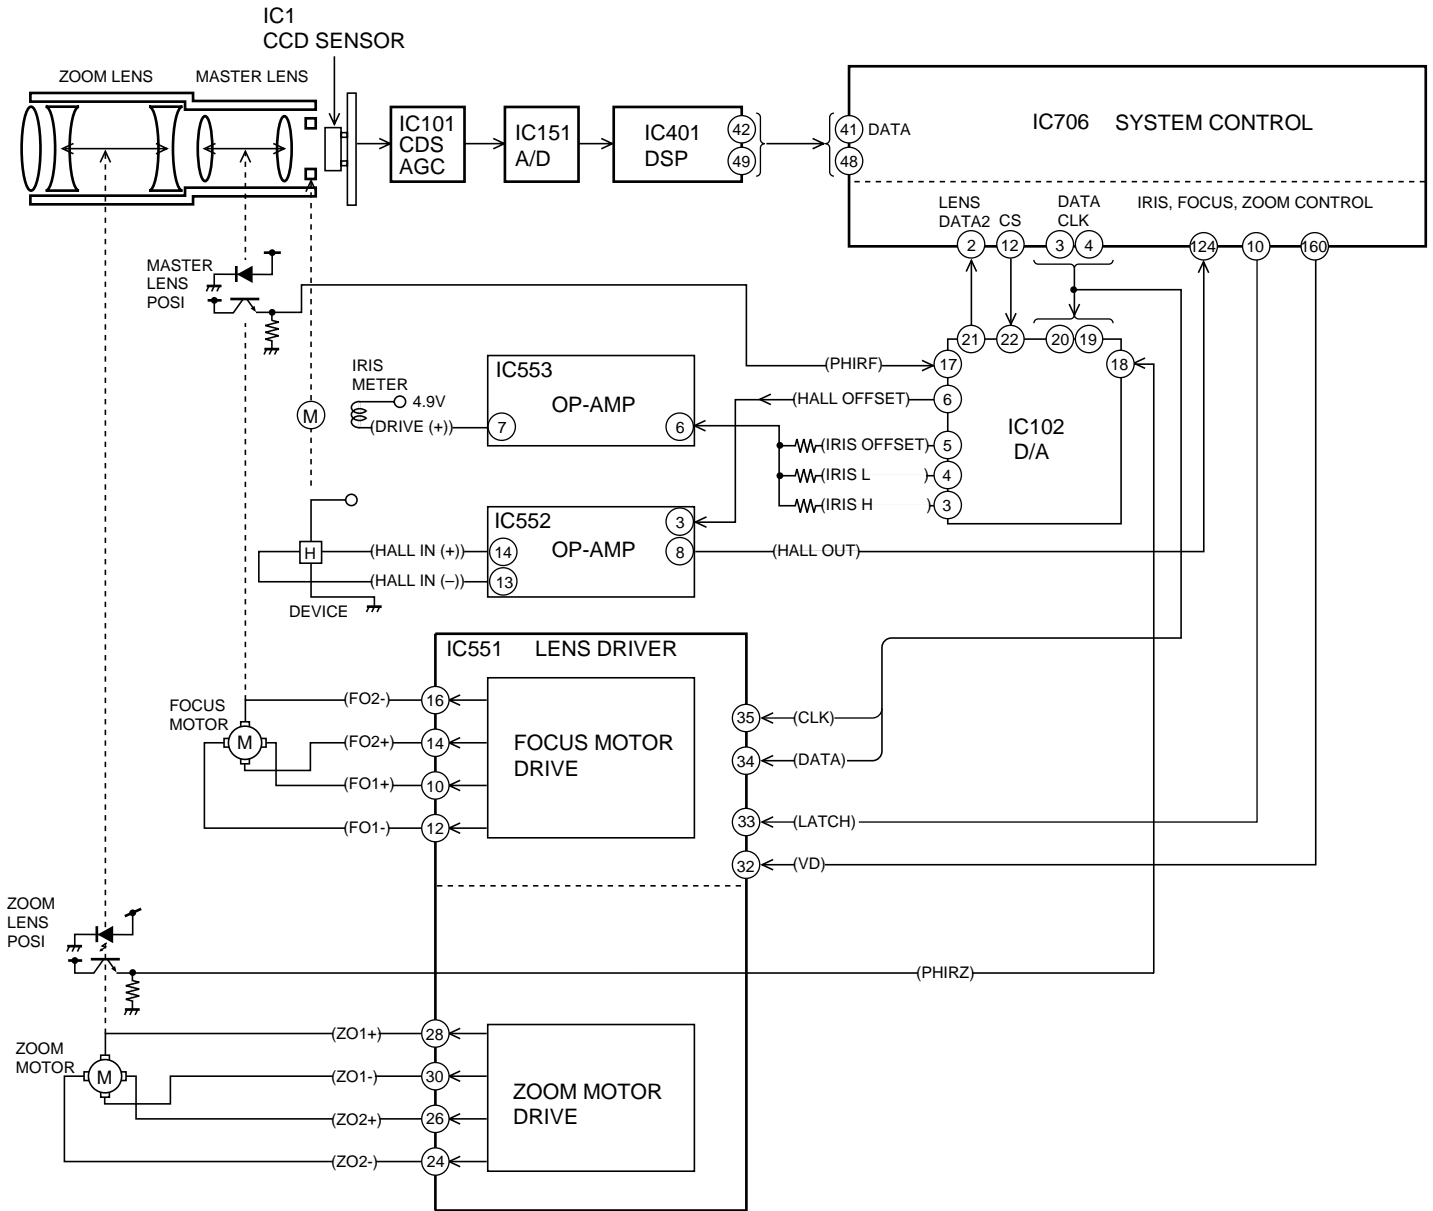 IC1
CCD SENSOR
ZOOM LENS
MASTER LENS
IC101
CDS
AGC
IC151
A/D
IC401
DSP
42
49
41
48
DATA
IC706 SYSTEM CONTROL
LENS
DATA2
CS
DATA
CLK
IRIS, FOCUS, ZOOM CONTROL
2
12
3
4
124
10
160
MASTER
LENS
POSI
21
22
20
19
17
18
(PHIRF)
IRIS
METER
4.9V
(DRIVE (+))
IC553
OP-AMP
7
6
M
(HALL OFFSET)
6
IC102
D/A
(IRIS OFFSET)
5
(IRIS L )
4
(IRIS H )
3
IC552
OP-AMP
3
8
14
13
H
(HALL IN (+))
(HALL IN (–))
(HALL OUT)
DEVICE
IC551 LENS DRIVER
FOCUS
MOTOR
M
(FO2-)
16
(FO2+)
14
(FO1+)
10
(FO1-)
12
FOCUS MOTOR
DRIVE
35
(CLK)
34
(DATA)
33
(LATCH)
32
(VD)
ZOOM
LENS
POSI
(PHIRZ)
ZOOM
MOTOR
M
(ZO1+)
28
(ZO1-)
30
(ZO2+)
26
(ZO2-)
24
ZOOM MOTOR
DRIVE